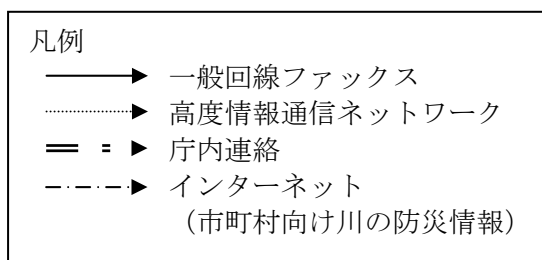 凡例
一般回線ファックス
高度情報通信ネットワーク
庁内連絡
インターネット
（市町村向け川の防災情報）